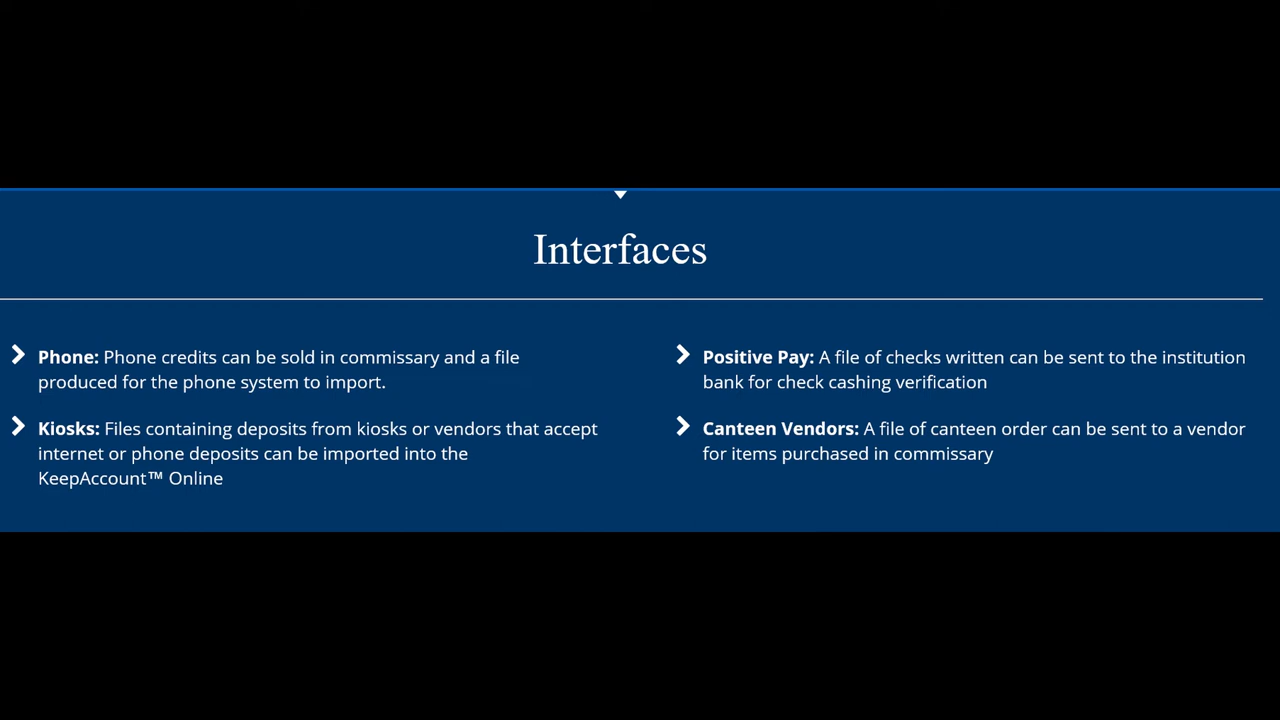 Interfaces
Phone: Phone credits can be sold in commissary and a file
produced for the phone system to import.
Kiosks: Files containing deposits from kiosks or vendors that accept
internet or phone deposits can be imported into the
KeepAccount™ Online
Positive Pay: A file of checks written can be sent to the institution
bank for check cashing verification
Canteen Vendors: A file of canteen order can be sent to a vendor
for items purchased in commissary